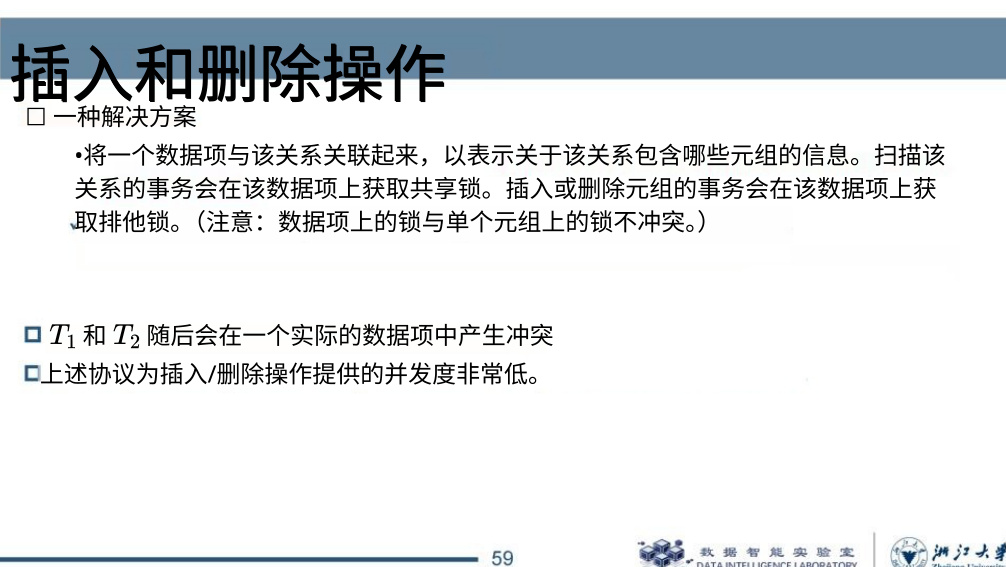 插入和删除操作
□ 一种解决方案
•将一个数据项与该关系关联起来，以表示关于该关系包含哪些元组的信息。扫描该
关系的事务会在该数据项上获取共享锁。插入或删除元组的事务会在该数据项上获
取排他锁。（注意：数据项上的锁与单个元组上的锁不冲突。）
T₁ 和 T₂ 随后会在一个实际的数据项中产生冲突
上述协议为插入/删除操作提供的并发度非常低。
59
数据智能实验室
DATA INTELLIGENCE LABORATORY
浙江大学
Zhejiang University